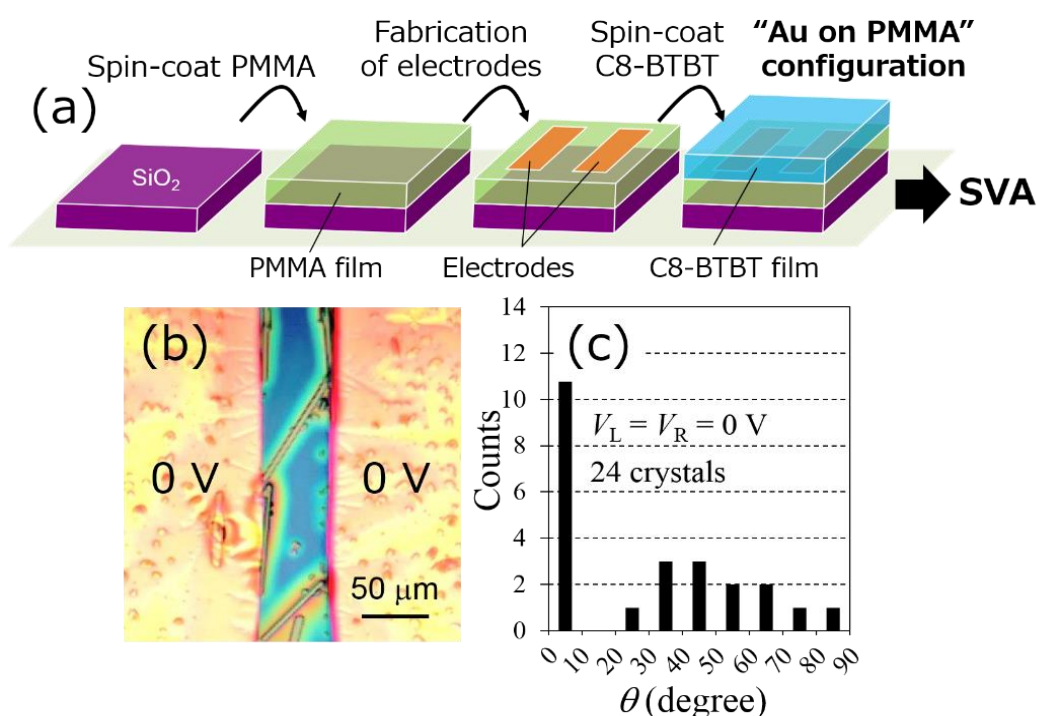 (a)
Spin-coat PMMA
Fabrication
of electrodes
Spin-coat
C8-BTBT
“Au on PMMA”
configuration
SiO₂
SVA
PMMA film
Electrodes
C8-BTBT film
(b)
0 V
0 V
50 μm
(c)
14
12
10
8
6
4
2
0
Counts
V_L = V_R = 0 V
24 crystals
0
10
20
30
40
50
60
70
80
90
θ (degree)